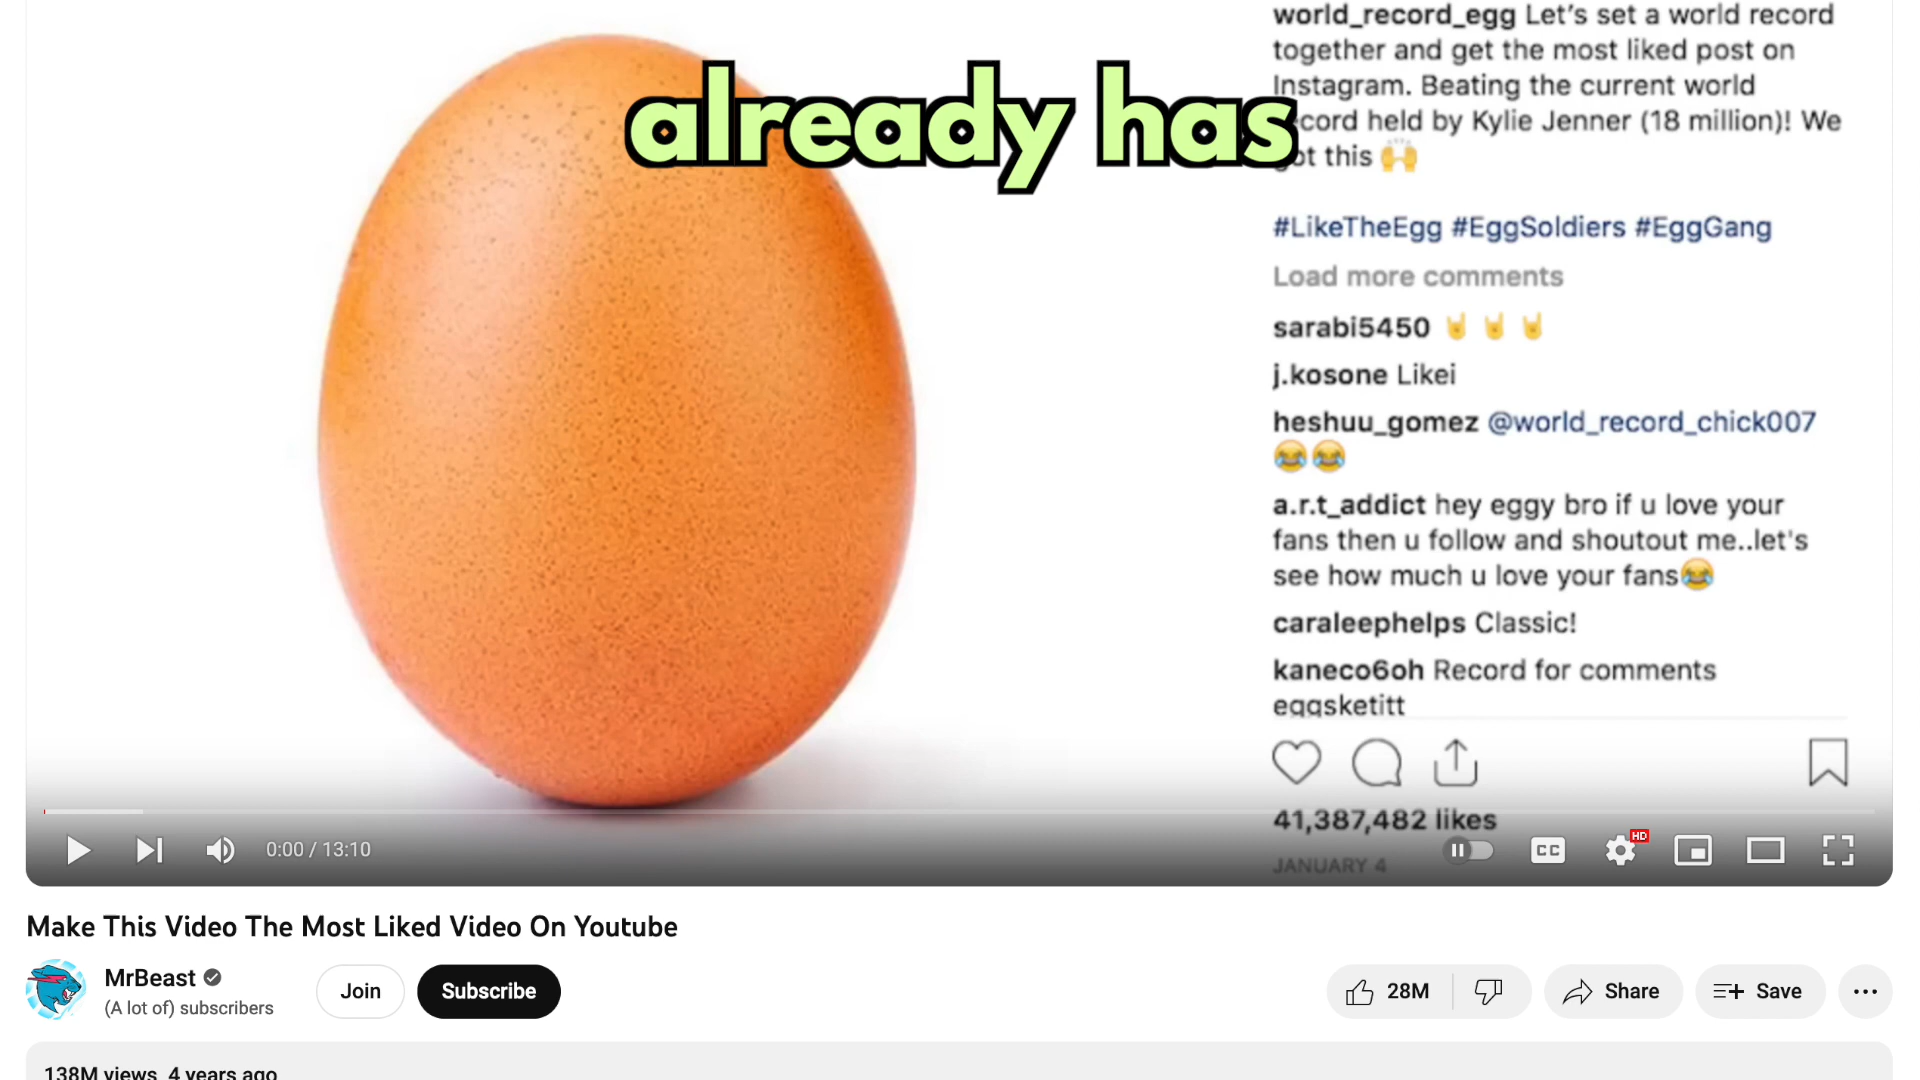 world_record_egg Let's set a world record
together and get the most liked post on
Instagram. Beating the current world
cord held by Kylie Jenner (18 million)! We
ot this 🙌
already has
#LikeTheEgg #EggSoldiers #EggGang
Load more comments
sarabi5450 🤘 🤘 🤘
j.kosone Likei
heshuu_gomez @world_record_chick007
😂😂
a.r.t_addict hey eggy bro if u love your
fans then u follow and shoutout me..let's
see how much u love your fans😂
caraleephelps Classic!
kaneco6oh Record for comments
eggsketitt
41,387,482 likes
JANUARY 4
0:00 / 13:10
CC
HD
Make This Video The Most Liked Video On Youtube
MrBeast
(A lot of) subscribers
Join
Subscribe
28M
Share
Save
138M views 4 years ago